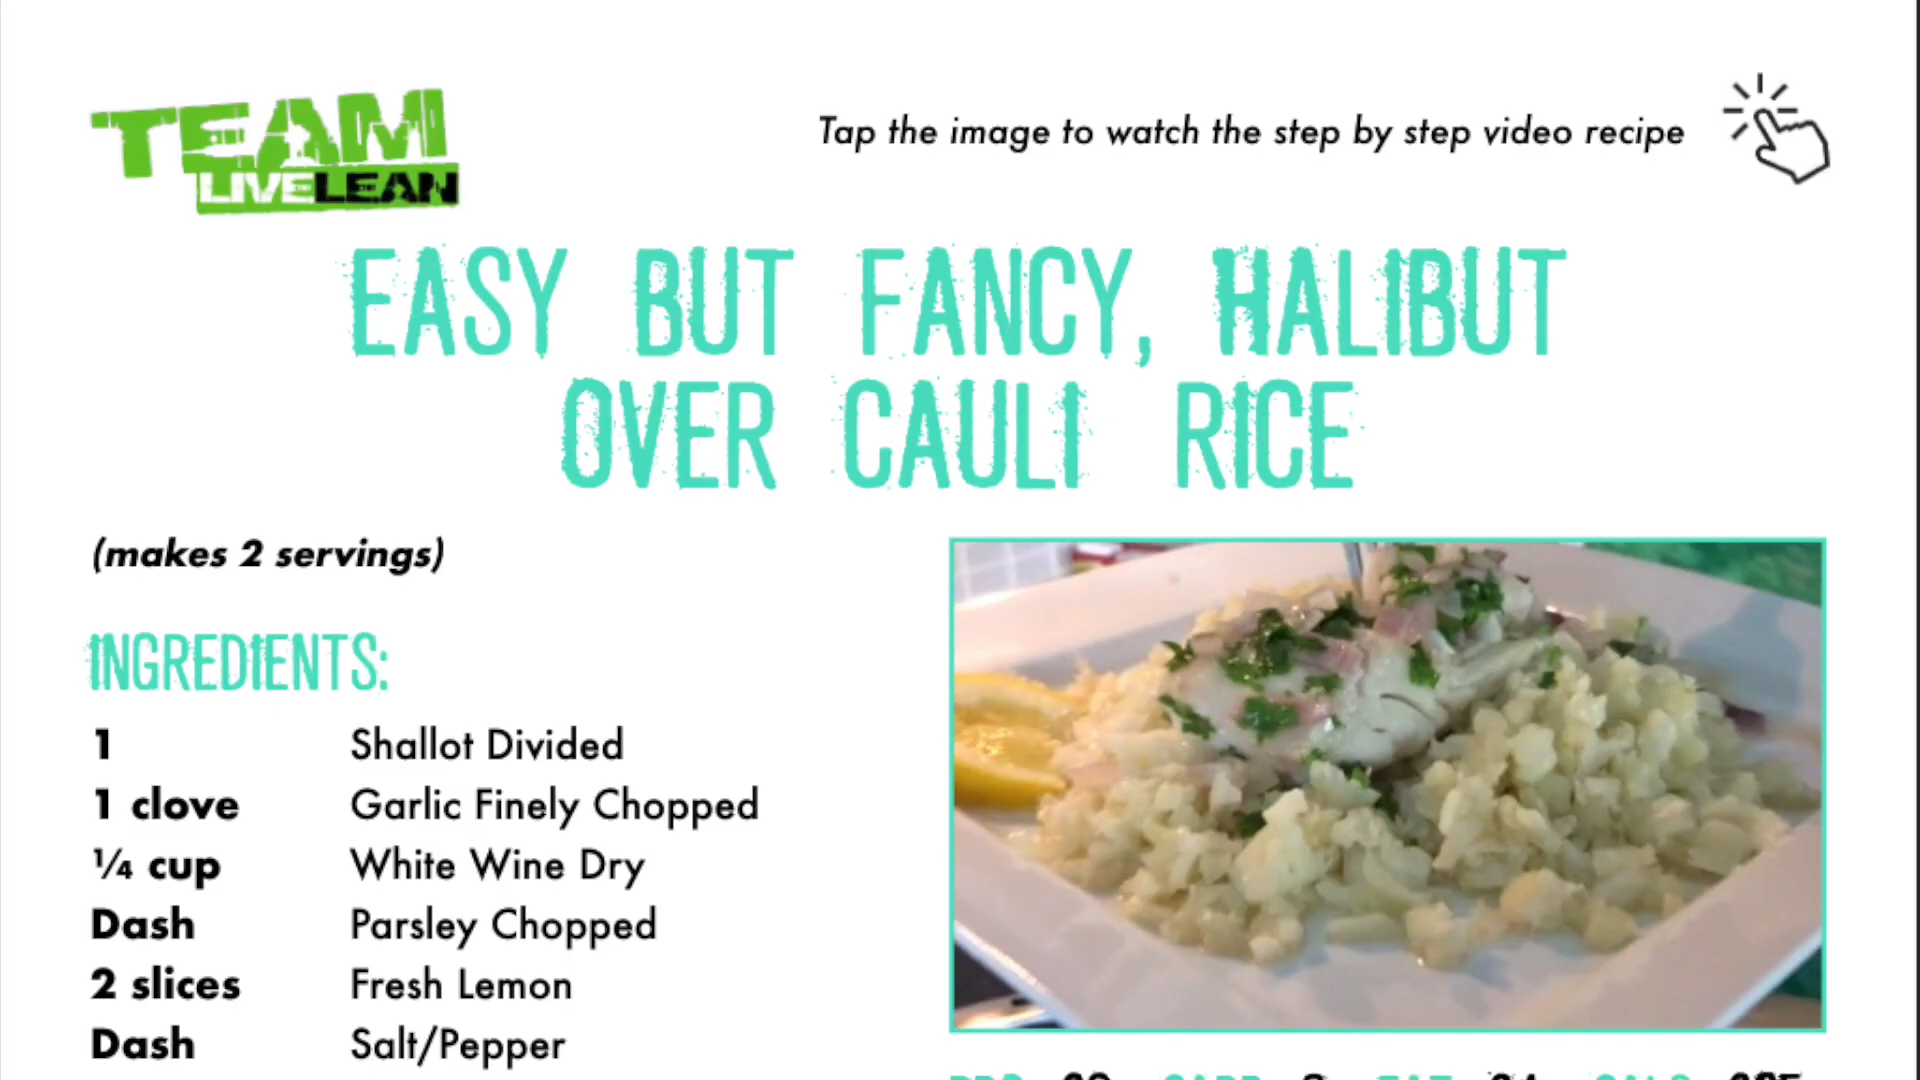 TEAM
LIVELEAN
Tap the image to watch the step by step video recipe
EASY BUT FANCY, HALIBUT
OVER CAULI RICE
(makes 2 servings)
INGREDIENTS:
1 Shallot Divided
1 clove Garlic Finely Chopped
¼ cup White Wine Dry
Dash Parsley Chopped
2 slices Fresh Lemon
Dash Salt/Pepper